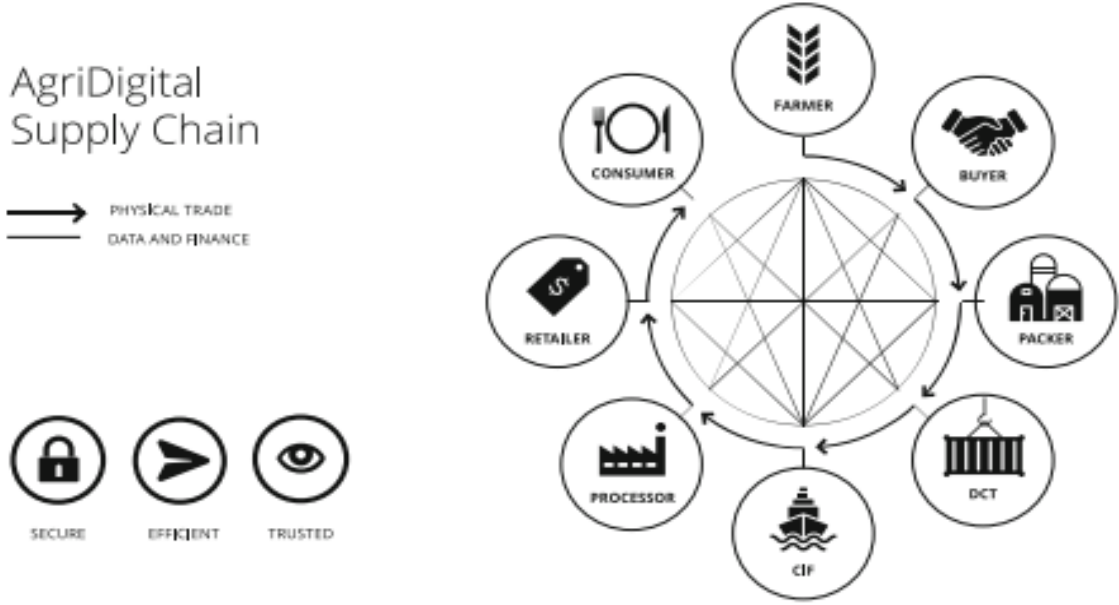 AgriDigital
Supply Chain
PHYSICAL TRADE
DATA AND FINANCE
SECURE
EFFICIENT
TRUSTED
FARMER
BUYER
PACKER
DCT
CIF
PROCESSOR
RETAILER
$
CONSUMER